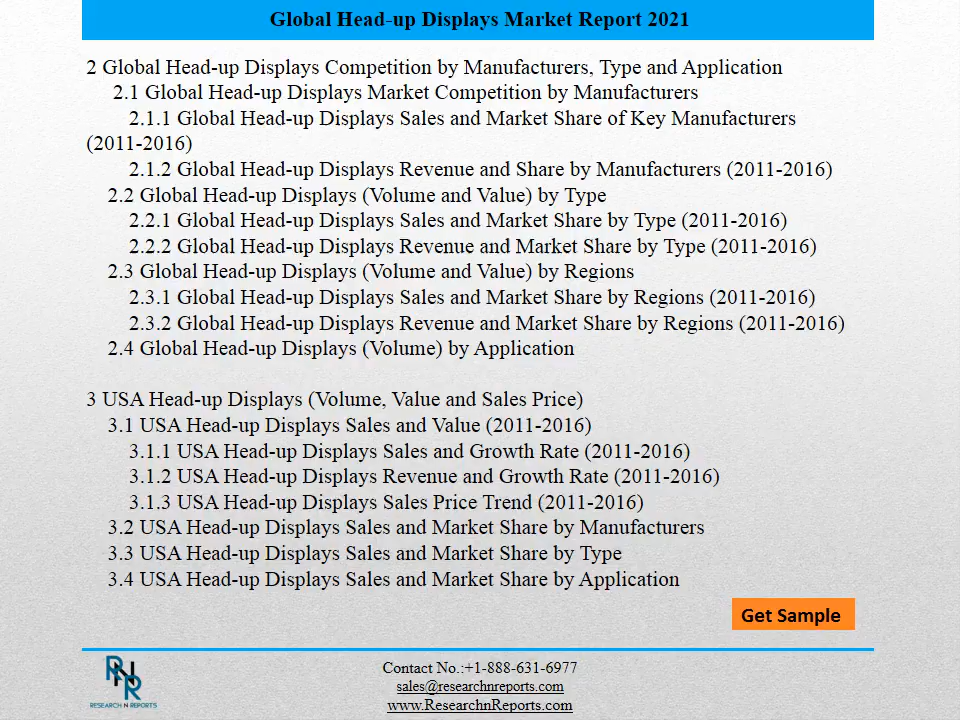 Global Head-up Displays Market Report 2021
2 Global Head-up Displays Competition by Manufacturers, Type and Application
2.1 Global Head-up Displays Market Competition by Manufacturers
2.1.1 Global Head-up Displays Sales and Market Share of Key Manufacturers
(2011-2016)
2.1.2 Global Head-up Displays Revenue and Share by Manufacturers (2011-2016)
2.2 Global Head-up Displays (Volume and Value) by Type
2.2.1 Global Head-up Displays Sales and Market Share by Type (2011-2016)
2.2.2 Global Head-up Displays Revenue and Market Share by Type (2011-2016)
2.3 Global Head-up Displays (Volume and Value) by Regions
2.3.1 Global Head-up Displays Sales and Market Share by Regions (2011-2016)
2.3.2 Global Head-up Displays Revenue and Market Share by Regions (2011-2016)
2.4 Global Head-up Displays (Volume) by Application
3 USA Head-up Displays (Volume, Value and Sales Price)
3.1 USA Head-up Displays Sales and Value (2011-2016)
3.1.1 USA Head-up Displays Sales and Growth Rate (2011-2016)
3.1.2 USA Head-up Displays Revenue and Growth Rate (2011-2016)
3.1.3 USA Head-up Displays Sales Price Trend (2011-2016)
3.2 USA Head-up Displays Sales and Market Share by Manufacturers
3.3 USA Head-up Displays Sales and Market Share by Type
3.4 USA Head-up Displays Sales and Market Share by Application
Get Sample
RNR
RESEARCH N REPORTS
Contact No.:+1-888-631-6977
sales@researchnreports.com
www.ResearchnReports.com